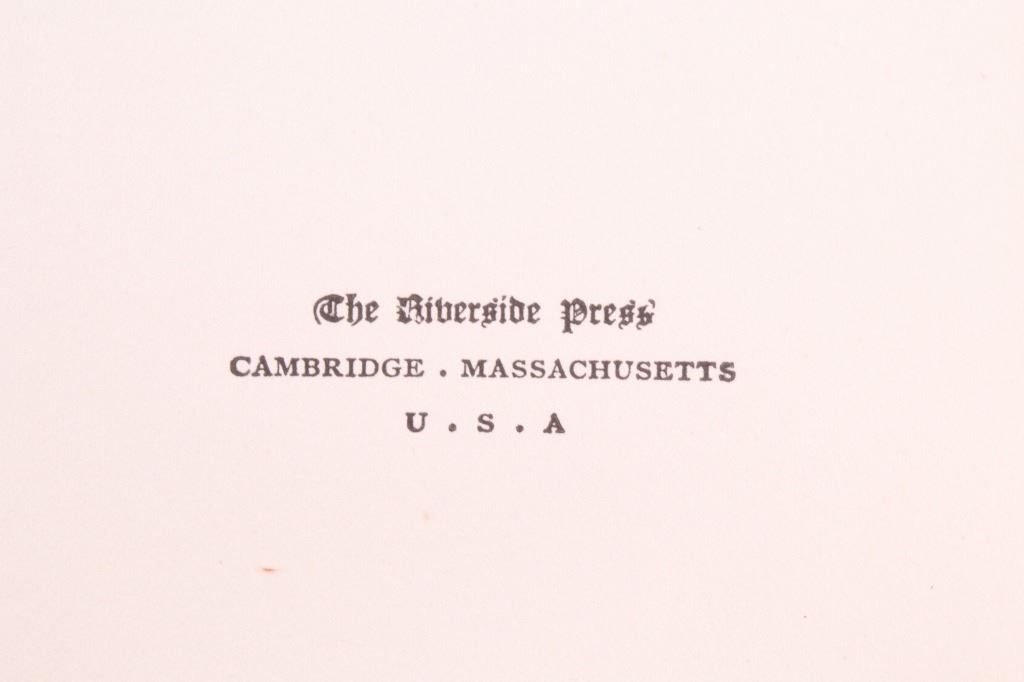 The Riverside Press
CAMBRIDGE . MASSACHUSETTS
U . S . A